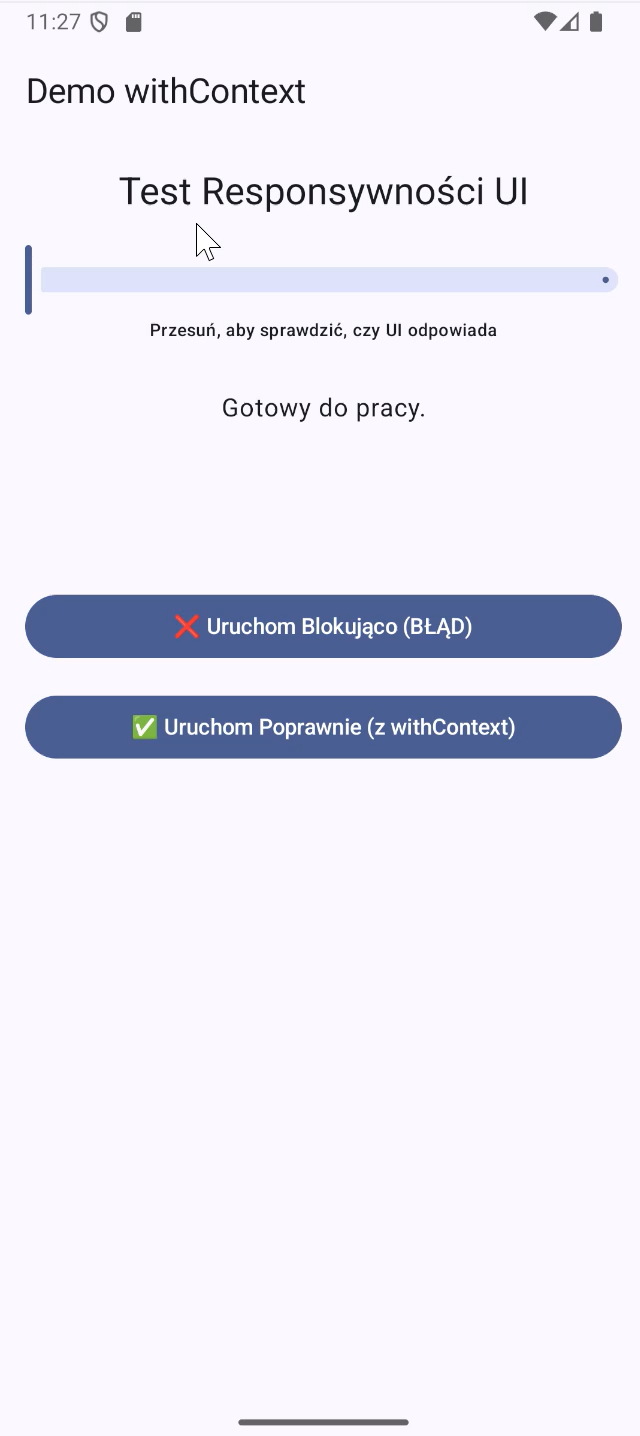 11:27
Demo withContext
Test Responsywności UI
Przesuń, aby sprawdzić, czy UI odpowiada
Gotowy do pracy.
❌ Uruchom Blokująco (BŁĄD)
✅ Uruchom Poprawnie (z withContext)